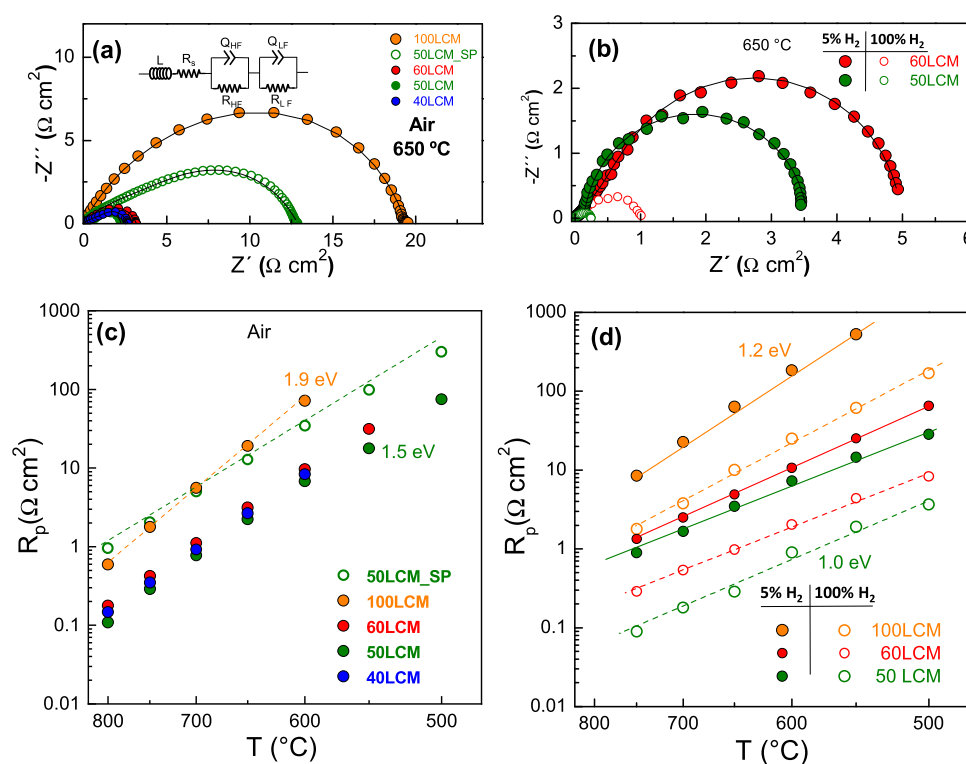 (a)
L
Rs
QHF
RHF
QLF
RL F
100LCM
50LCM_SP
60LCM
50LCM
40LCM
Air
650 ºC
10
5
0
0 5 10 15 20
-Z´´ (Ω cm²)
Z´ (Ω cm²)
(b)
650 °C
5% H₂ 100% H₂
60LCM
50LCM
3
2
1
0
0 1 2 3 4 5 6
-Z´´ (Ω cm²)
Z´ (Ω cm²)
(c)
Air
1.9 eV
1.5 eV
50LCM_SP
100LCM
60LCM
50LCM
40LCM
1000
100
10
1
0.1
0.01
800 700 600 500
Rp(Ω cm²)
T (°C)
(d)
1.2 eV
1.0 eV
5% H₂ 100% H₂
100LCM
60LCM
50 LCM
1000
100
10
1
0.1
0.01
800 700 600 500
Rp(Ω cm²)
T (°C)